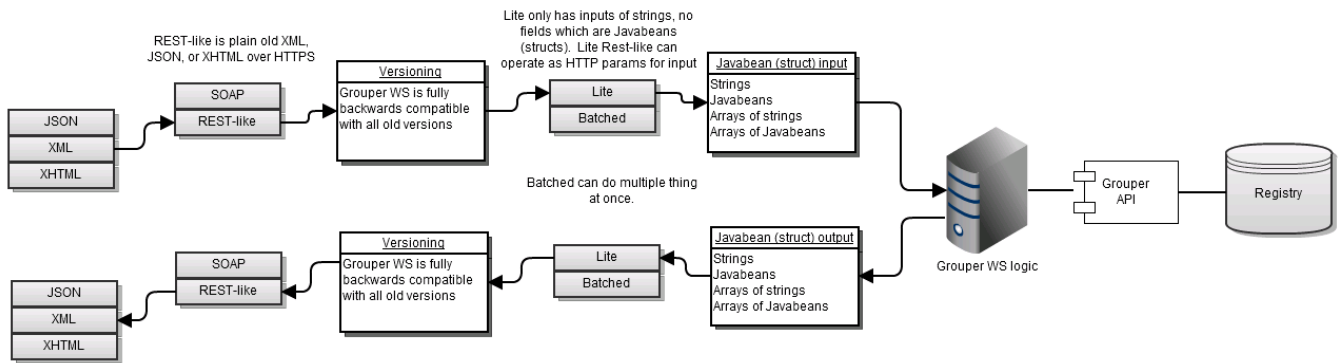 Lite only has inputs of strings, no
fields which are Javabeans
(structs). Lite Rest-like can
operate as HTTP params for input
REST-like is plain old XML,
JSON, or XHTML over HTTPS
JSON
XML
XHTML
SOAP
REST-like
Versioning
Grouper WS is fully
backwards compatible
with all old versions
Lite
Batched
Javabean (struct) input
Strings
Javabeans
Arrays of strings
Arrays of Javabeans
Grouper WS logic
Grouper
API
Registry
Batched can do multiple thing
at once.
Javabean (struct) output
Strings
Javabeans
Arrays of strings
Arrays of Javabeans
Lite
Batched
Versioning
Grouper WS is fully
backwards compatible
with all old versions
SOAP
REST-like
JSON
XML
XHTML